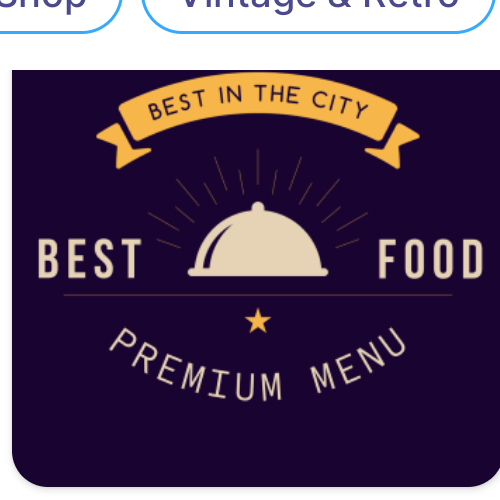 Shop
Vintage & Retro
BEST IN THE CITY
BEST
FOOD
PREMIUM MENU